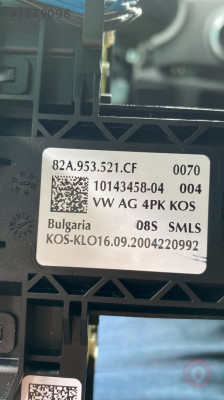 82A.953.521.CF 0070
10143458-04 004
VW AG 4PK KOS
Bulgaria 08S SMLS
KOS-KLO16.09.2004220992